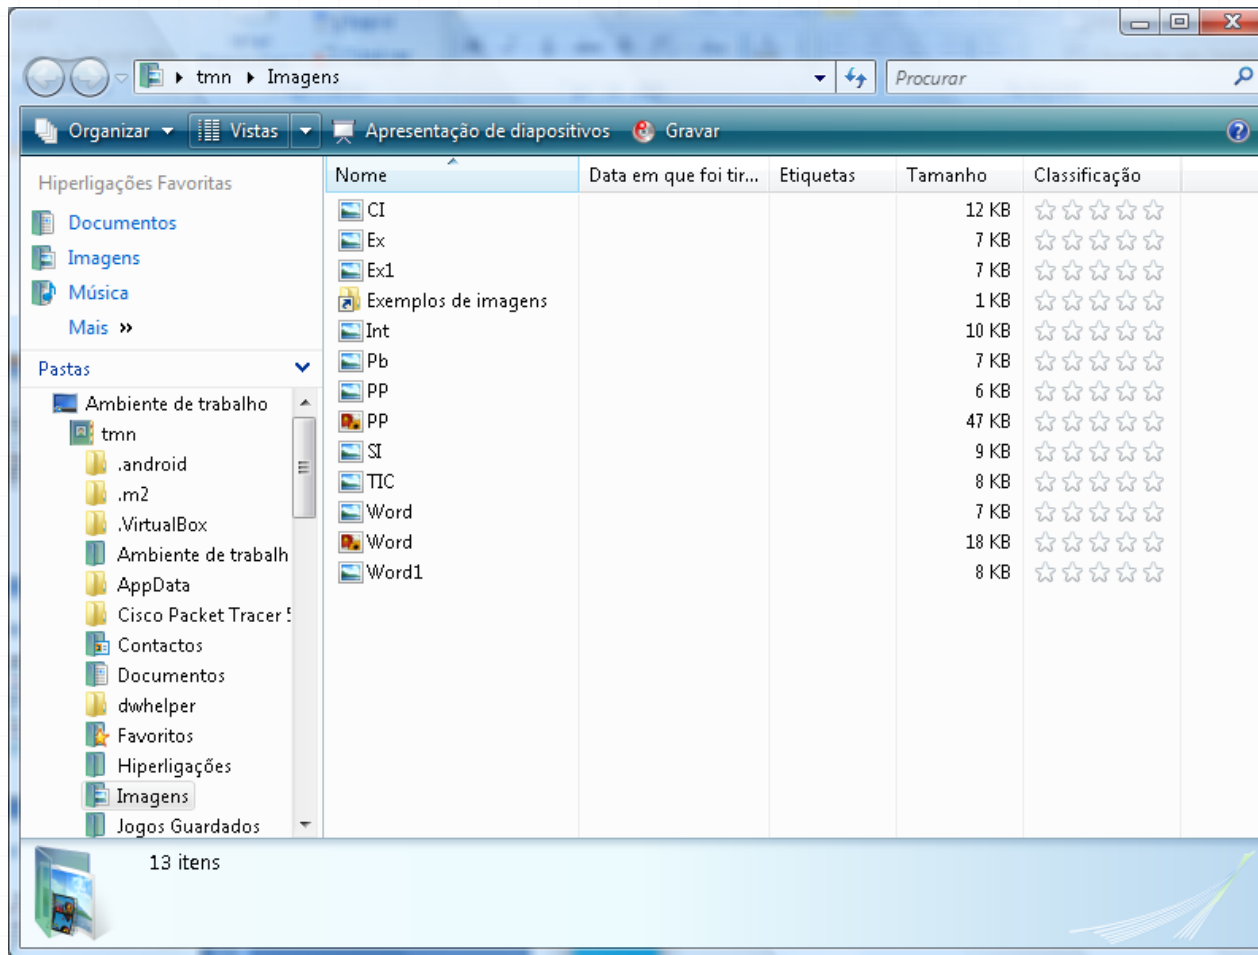 tmn Imagens
Procurar
Organizar Vistas Apresentação de diapositivos Gravar
Hiperligações Favoritas
Documentos
Imagens
Música
Mais »
Pastas
Ambiente de trabalho
tmn
.android
.m2
.VirtualBox
Ambiente de trabalh
AppData
Cisco Packet Tracer 5
Contactos
Documentos
dwhelper
Favoritos
Hiperligações
Imagens
Jogos Guardados
Nome Data em que foi tir... Etiquetas Tamanho Classificação
CI 12 KB
Ex 7 KB
Ex1 7 KB
Exemplos de imagens 1 KB
Int 10 KB
Pb 7 KB
PP 6 KB
PP 47 KB
SI 9 KB
TIC 8 KB
Word 7 KB
Word 18 KB
Word1 8 KB
13 itens